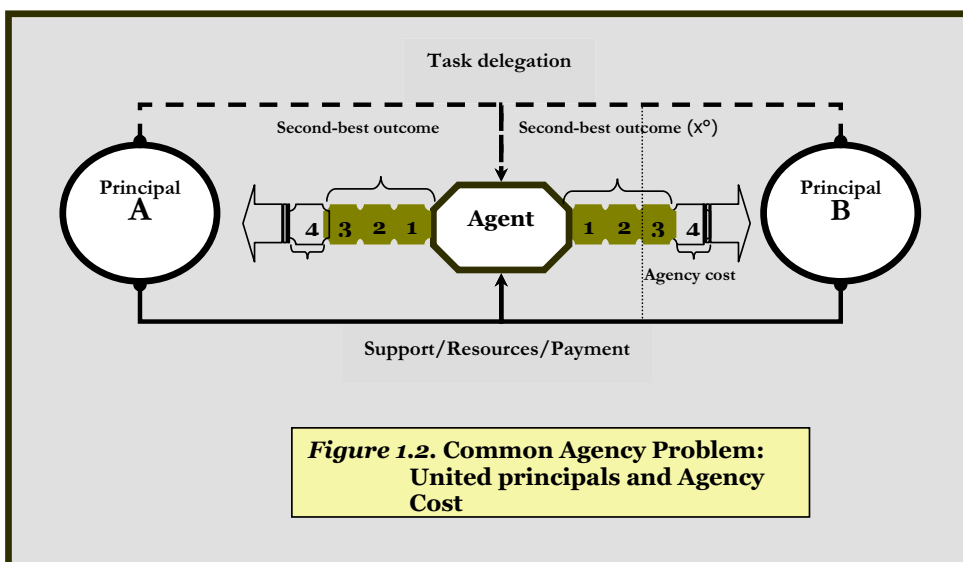 Task delegation
Second-best outcome
Second-best outcome (x°)
Principal
A
4 3 2 1
Agent
1 2 3 4
Principal
B
Agency cost
Support/Resources/Payment
Figure 1.2. Common Agency Problem:
United principals and Agency
Cost